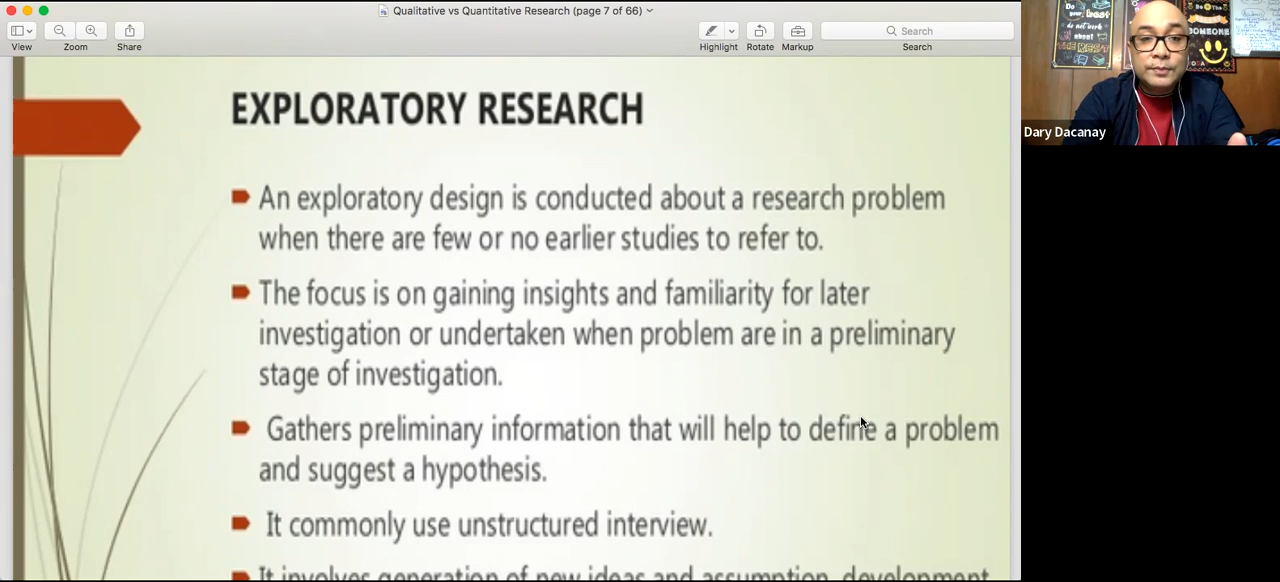 Qualitative vs Quantitative Research (page 7 of 66)
View
Zoom
Share
Highlight
Rotate
Markup
Search
Search
EXPLORATORY RESEARCH
An exploratory design is conducted about a research problem
when there are few or no earlier studies to refer to.
The focus is on gaining insights and familiarity for later
investigation or undertaken when problem are in a preliminary
stage of investigation.
Gathers preliminary information that will help to define a problem
and suggest a hypothesis.
It commonly use unstructured interview.
It involves generation of new ideas and assumption, development
Do your best
SOMEONE
Dary Dacanay